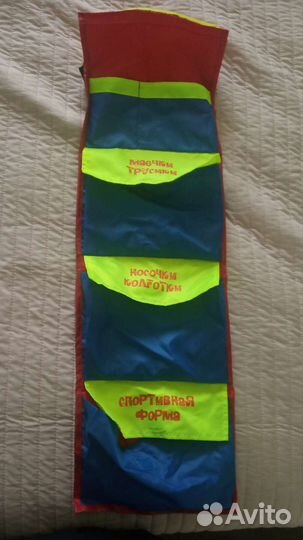 маечки
трусики
носочки
колготки
спортивная
форма
Avito